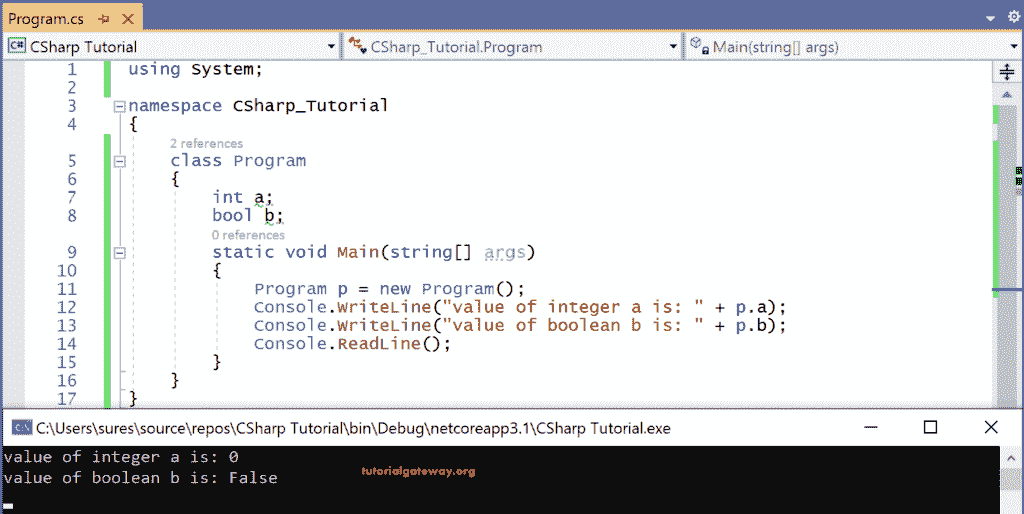 Program.cs
C# CSharp Tutorial CSharp_Tutorial.Program Main(string[] args)
1 using System;
2
3 namespace CSharp_Tutorial
4 {
2 references
5 class Program
6 {
7 int a;
8 bool b;
0 references
9 static void Main(string[] args)
10 {
11 Program p = new Program();
12 Console.WriteLine("value of integer a is: " + p.a);
13 Console.WriteLine("value of boolean b is: " + p.b);
14 Console.ReadLine();
15 }
16 }
17 }
C:\Users\sures\source\repos\CSharp Tutorial\bin\Debug\netcoreapp3.1\CSharp Tutorial.exe
value of integer a is: 0
tutorialgateway.org
value of boolean b is: False